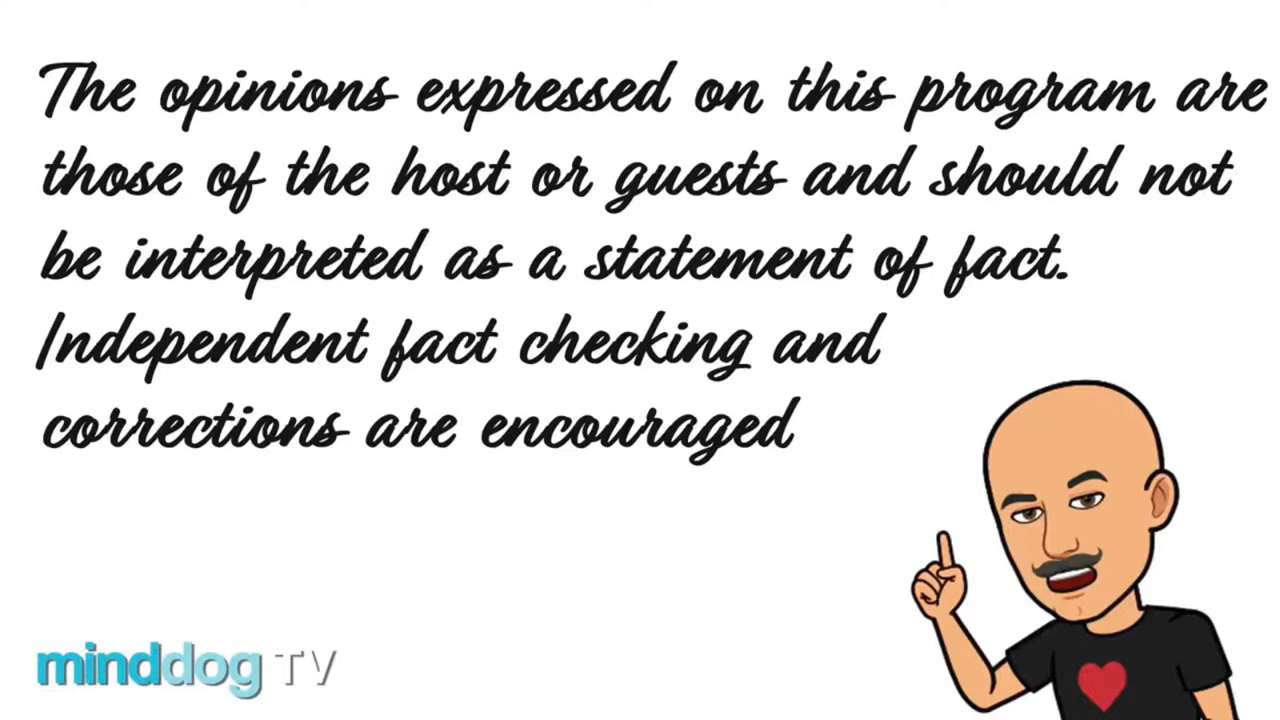 The opinions expressed on this program are
those of the host or guests and should not
be interpreted as a statement of fact.
Independent fact checking and
corrections are encouraged
minddog TV